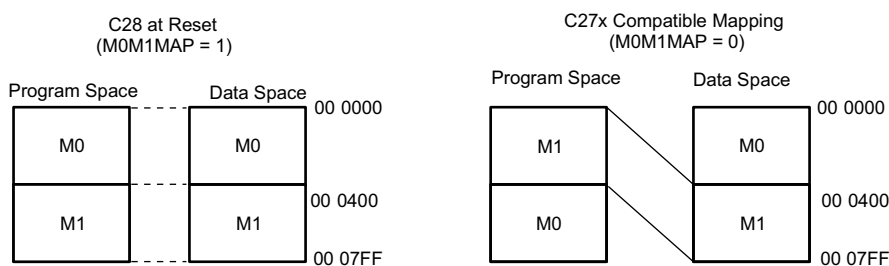 C28 at Reset
(M0M1MAP = 1)
Program Space
Data Space
00 0000
M0
M0
00 0400
M1
M1
00 07FF
C27x Compatible Mapping
(M0M1MAP = 0)
Program Space
Data Space
00 0000
M1
M0
00 0400
M0
M1
00 07FF